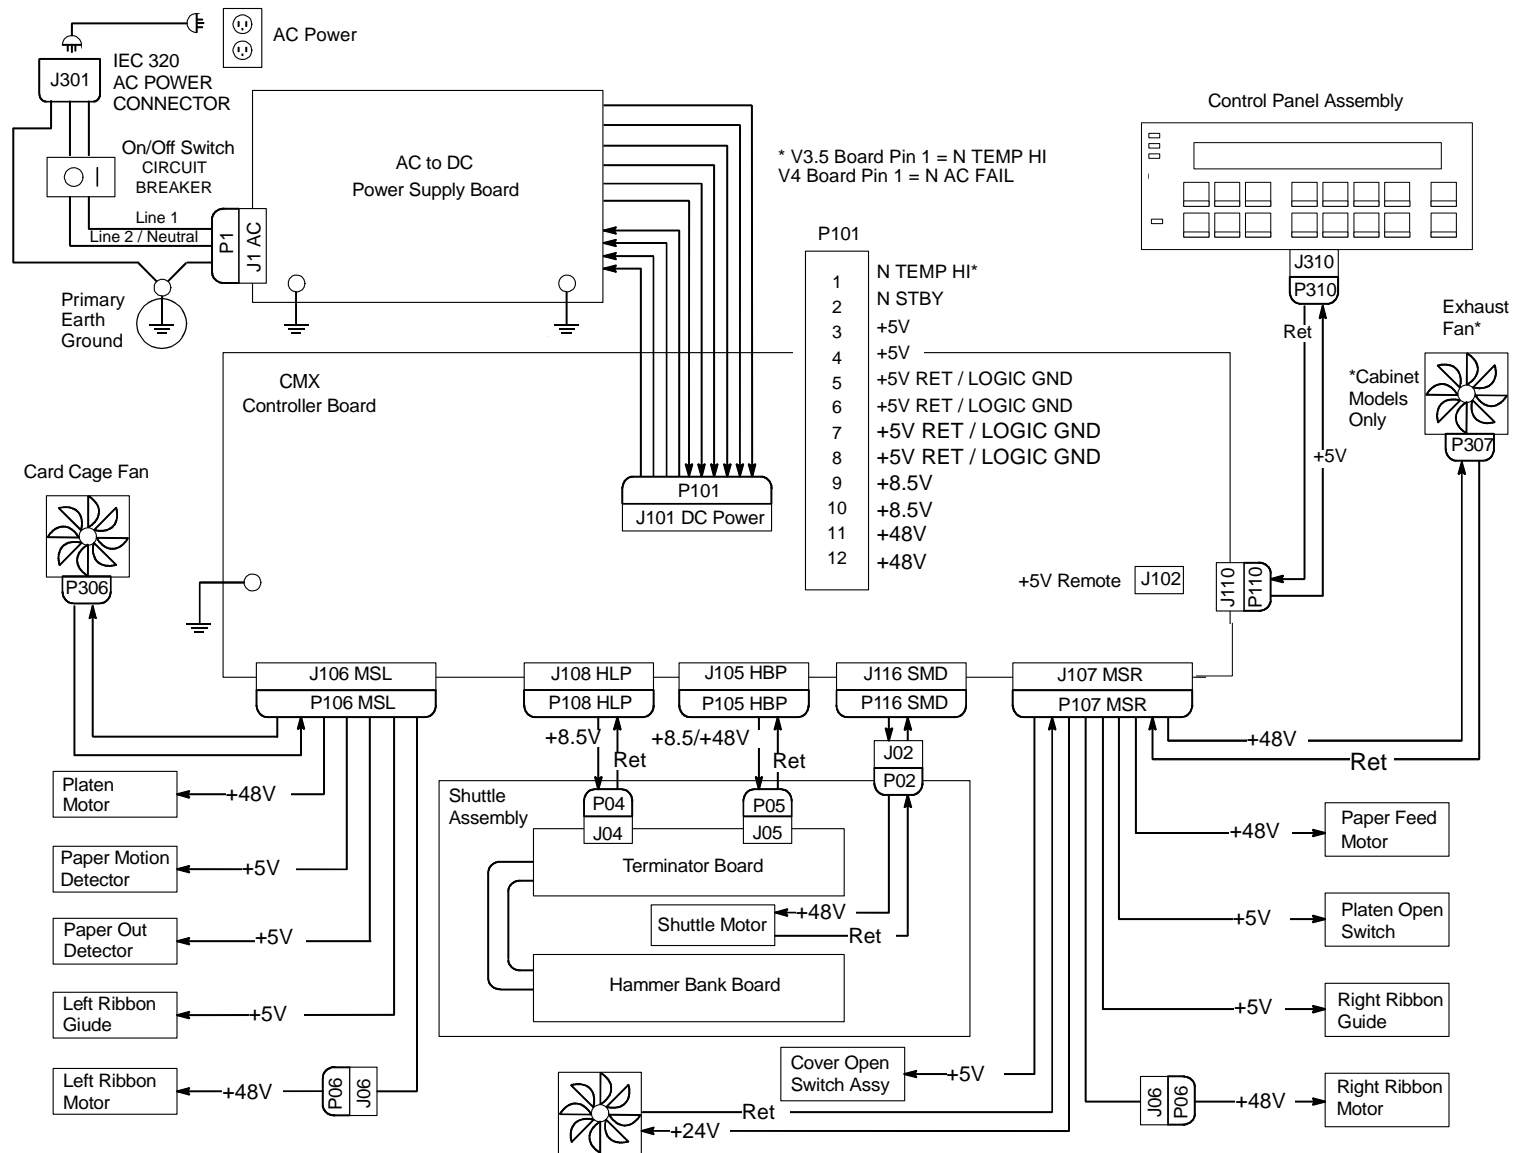 AC Power
IEC 320
AC POWER
CONNECTOR
J301
On/Off Switch
CIRCUIT
BREAKER
Line 1
Line 2 / Neutral
P1
J1 AC
Primary
Earth
Ground
AC to DC
Power Supply Board
* V3.5 Board Pin 1 = N TEMP HI
V4 Board Pin 1 = N AC FAIL
P101
1 N TEMP HI*
2 N STBY
3 +5V
4 +5V
5 +5V RET / LOGIC GND
6 +5V RET / LOGIC GND
7 +5V RET / LOGIC GND
8 +5V RET / LOGIC GND
9 +8.5V
10 +8.5V
11 +48V
12 +48V
Control Panel Assembly
J310
P310
Ret
+5V
Exhaust
Fan*
*Cabinet
Models
Only
P307
CMX
Controller Board
P101
J101 DC Power
Card Cage Fan
P306
+5V Remote
J102
J110
P110
J106 MSL
P106 MSL
J108 HLP
P108 HLP
J105 HBP
P105 HBP
J116 SMD
P116 SMD
J107 MSR
P107 MSR
+8.5V
Ret
+8.5/+48V
Ret
J02
P02
+48V
Ret
Platen
Motor
+48V
Paper Motion
Detector
+5V
Paper Out
Detector
+5V
Left Ribbon
Giude
+5V
Left Ribbon
Motor
+48V
P06
J06
Shuttle
Assembly
P04
J04
P05
J05
Terminator Board
Shuttle Motor
+48V
Ret
Hammer Bank Board
Cover Open
Switch Assy
+5V
Ret
+24V
+48V
Paper Feed
Motor
+5V
Platen Open
Switch
+5V
Right Ribbon
Guide
J06
P06
+48V
Right Ribbon
Motor